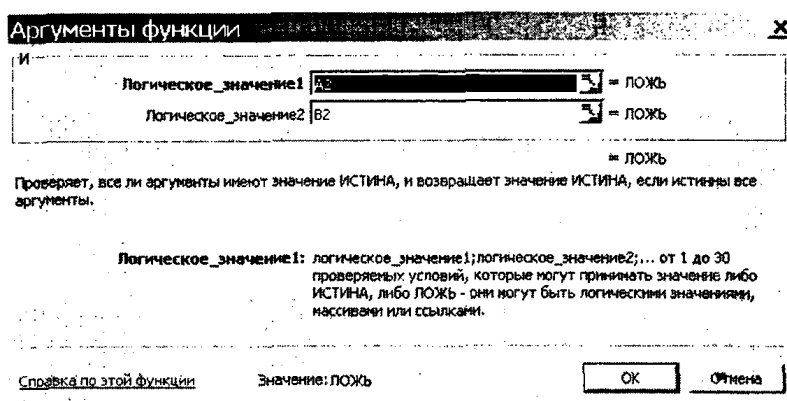 Аргументы функции
И
Логическое_значение1 A2 = ЛОЖЬ
Логическое_значение2 B2 = ЛОЖЬ
= ЛОЖЬ
Проверяет, все ли аргументы имеют значение ИСТИНА, и возвращает значение ИСТИНА, если истинны все
аргументы.
Логическое_значение1: логическое_значение1;логическое_значение2;... от 1 до 30
проверяемых условий, которые могут принимать значение либо
ИСТИНА, либо ЛОЖЬ - они могут быть логическими значениями,
массивами или ссылками.
Справка по этой функции Значение: ЛОЖЬ OK Отмена